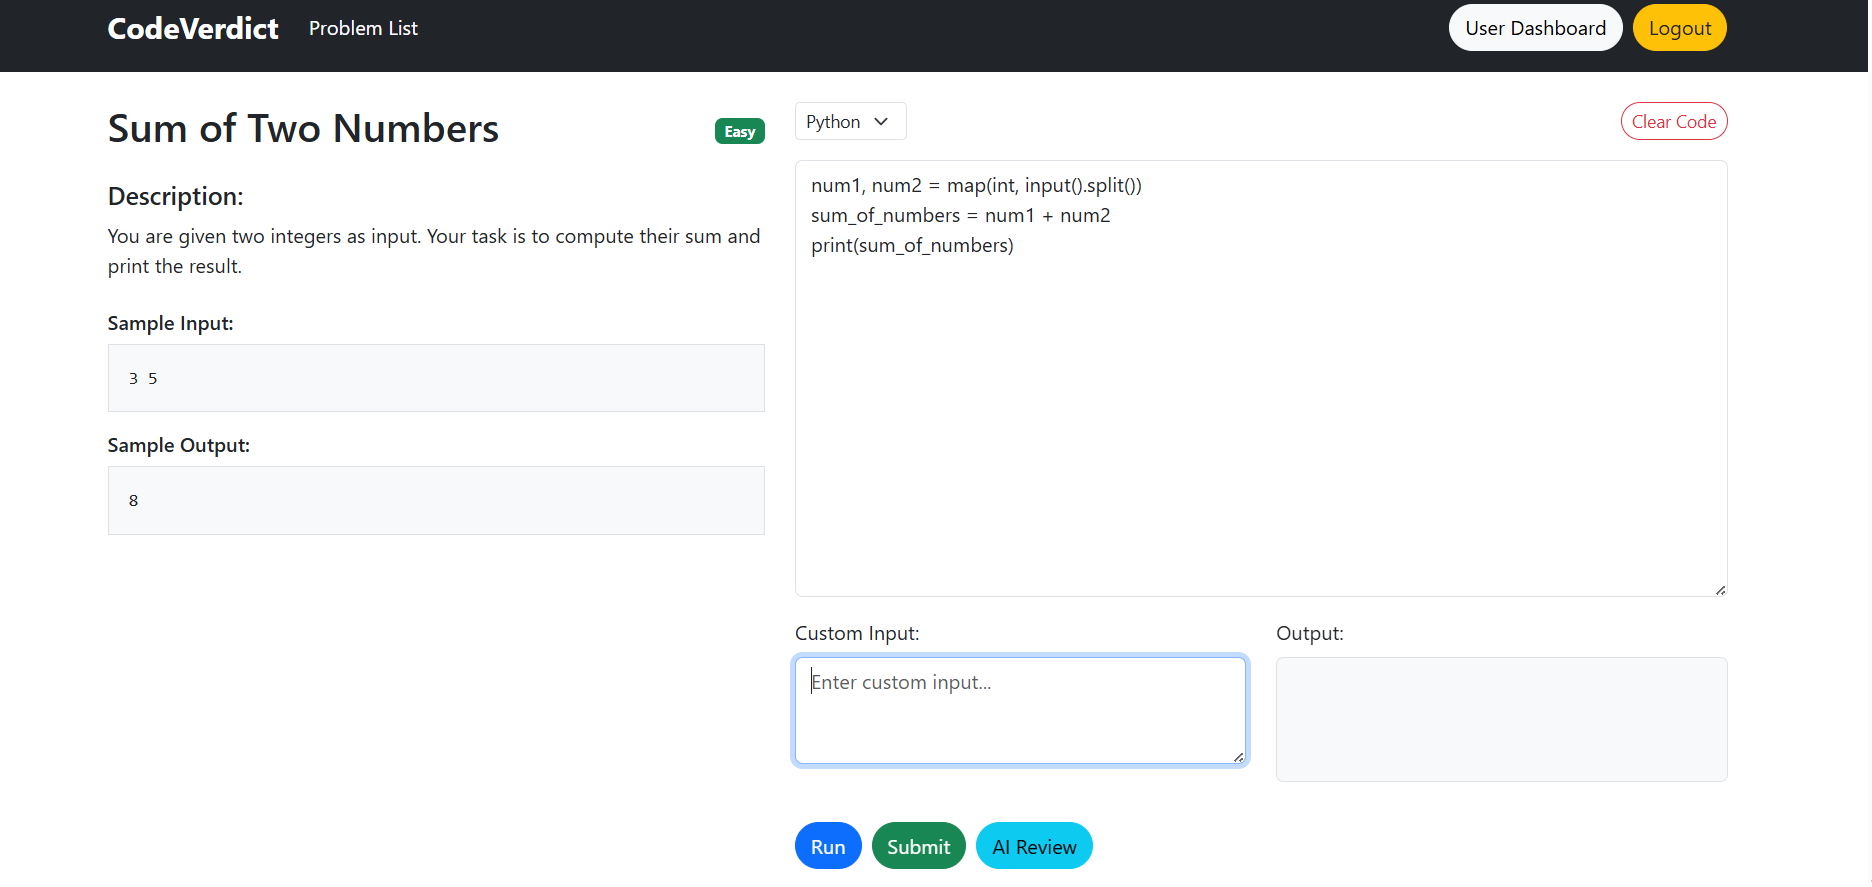 CodeVerdict Problem List User Dashboard Logout
Sum of Two Numbers Easy
Description:
You are given two integers as input. Your task is to compute their sum and
print the result.
Sample Input:
3 5
Sample Output:
8
Python Clear Code
num1, num2 = map(int, input().split())
sum_of_numbers = num1 + num2
print(sum_of_numbers)
Custom Input:
Enter custom input...
Output:
Run Submit AI Review